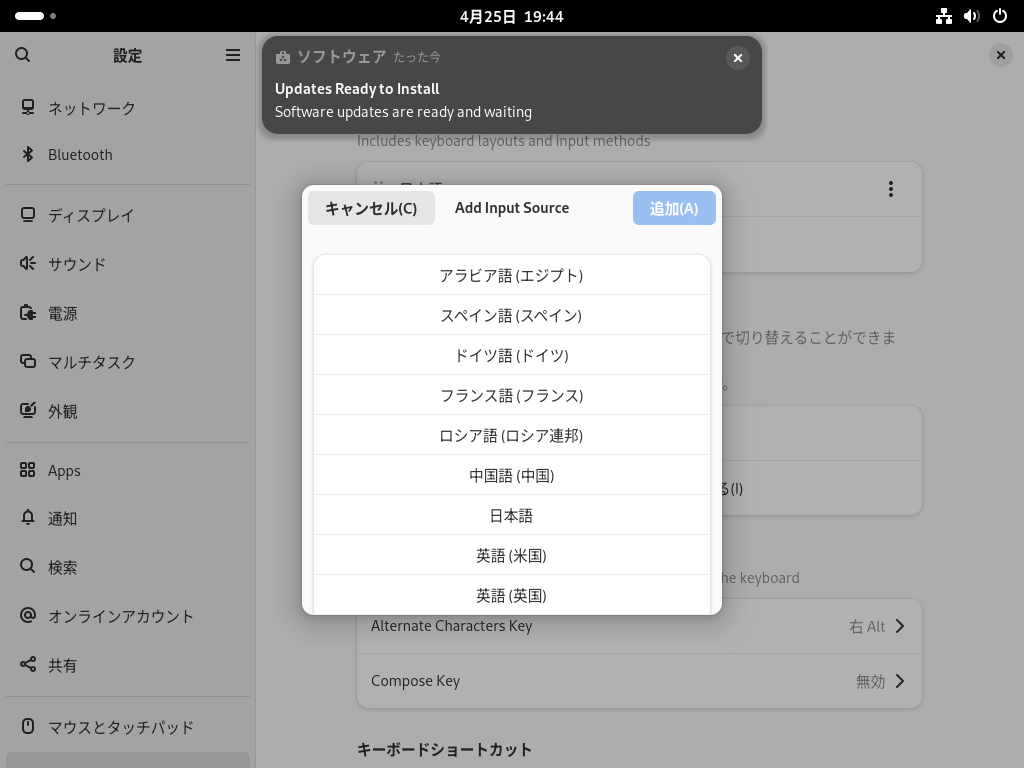 4月25日 19:44
設定
ソフトウェア たった今
Updates Ready to Install
Software updates are ready and waiting
ネットワーク
Bluetooth
ディスプレイ
サウンド
電源
マルチタスク
外観
Apps
通知
検索
オンラインアカウント
共有
マウスとタッチパッド
Includes keyboard layouts and input methods
キャンセル(C)
Add Input Source
追加(A)
アラビア語 (エジプト)
スペイン語 (スペイン)
ドイツ語 (ドイツ)
フランス語 (フランス)
ロシア語 (ロシア連邦)
中国語 (中国)
日本語
英語 (米国)
英語 (英国)
で切り替えることができま
。
る(I)
he keyboard
Alternate Characters Key
右 Alt
Compose Key
無効
キーボードショートカット